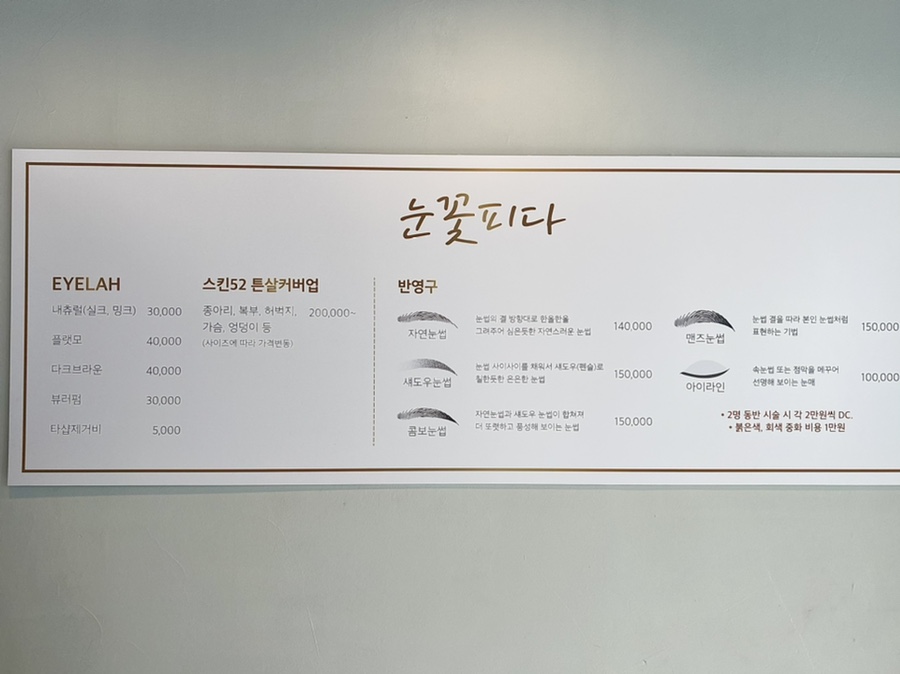 눈꽃피다
EYELAH
내츄럴(실크, 밍크) 30,000
플랫모 40,000
다크브라운 40,000
뷰러펌 30,000
타샵제거비 5,000
스킨52 튼살커버업
종아리, 복부, 허벅지, 200,000~
가슴, 엉덩이 등
(사이즈에 따라 가격변동)
반영구
자연눈썹
눈썹의 결 방향대로 한올한올
그려주어 심은듯한 자연스러운 눈썹
140,000
섀도우눈썹
눈썹 사이사이를 채워서 섀도우(펜슬)로
칠한듯한 은은한 눈썹
150,000
콤보눈썹
자연눈썹과 섀도우 눈썹이 합쳐져
더 또렷하고 풍성해 보이는 눈썹
150,000
맨즈눈썹
눈썹 결을 따라 본인 눈썹처럼
표현하는 기법
150,000
아이라인
속눈썹 또는 점막을 메꾸어
선명해 보이는 눈매
100,000
• 2명 동반 시술 시 각 2만원씩 DC.
• 붉은색, 회색 중화 비용 1만원